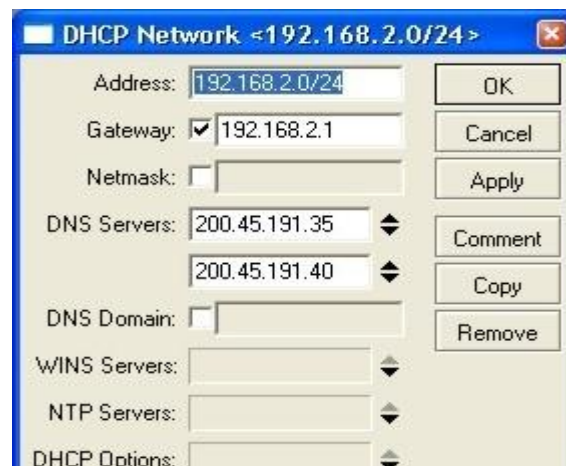 DHCP Network <192.168.2.0/24>
Address: 192.168.2.0/24 OK
Gateway: 192.168.2.1 Cancel
Netmask: Apply
DNS Servers: 200.45.191.35 Comment
200.45.191.40 Copy
DNS Domain: Remove
WINS Servers:
NTP Servers:
DHCP Options: